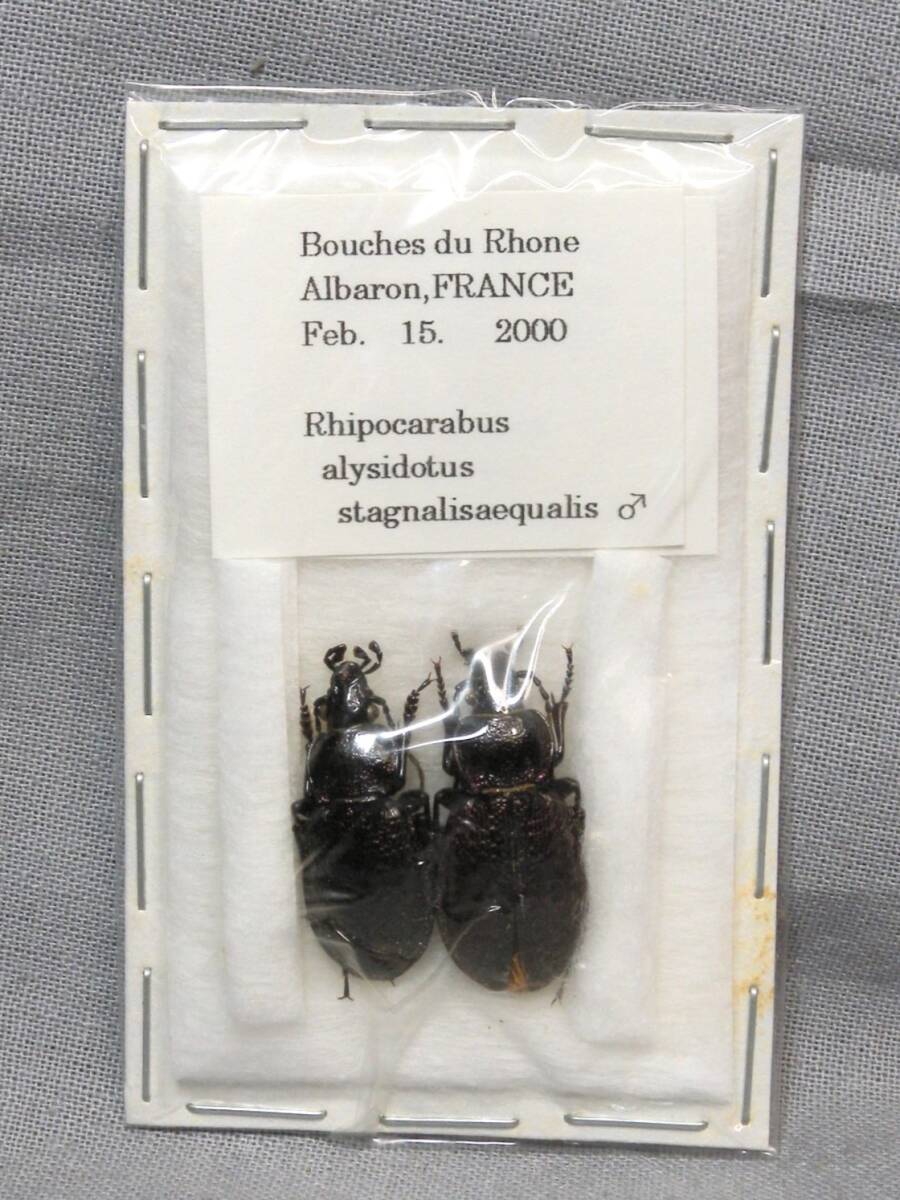 Bouches du Rhone
Albaron,FRANCE
Feb. 15. 2000
Rhipocarabus
alysidotus
stagnalisaequalis ♂